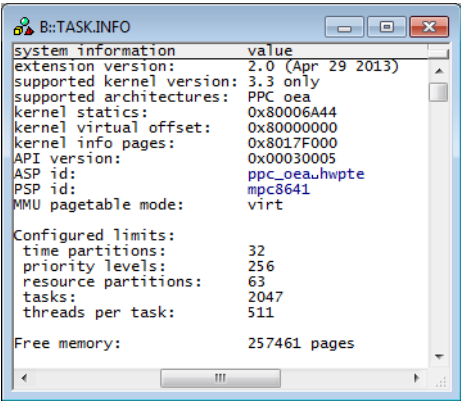 B::TASK.INFO
system information value
extension version: 2.0 (Apr 29 2013)
supported kernel version: 3.3 only
supported architectures: PPC oea
kernel statics: 0x80006A44
kernel virtual offset: 0x80000000
kernel info pages: 0x8017F000
API version: 0x00030005
ASP id: ppc_oea␣hwpte
PSP id: mpc8641
MMU pagetable mode: virt
Configured limits:
time partitions: 32
priority levels: 256
resource partitions: 63
tasks: 2047
threads per task: 511
Free memory: 257461 pages